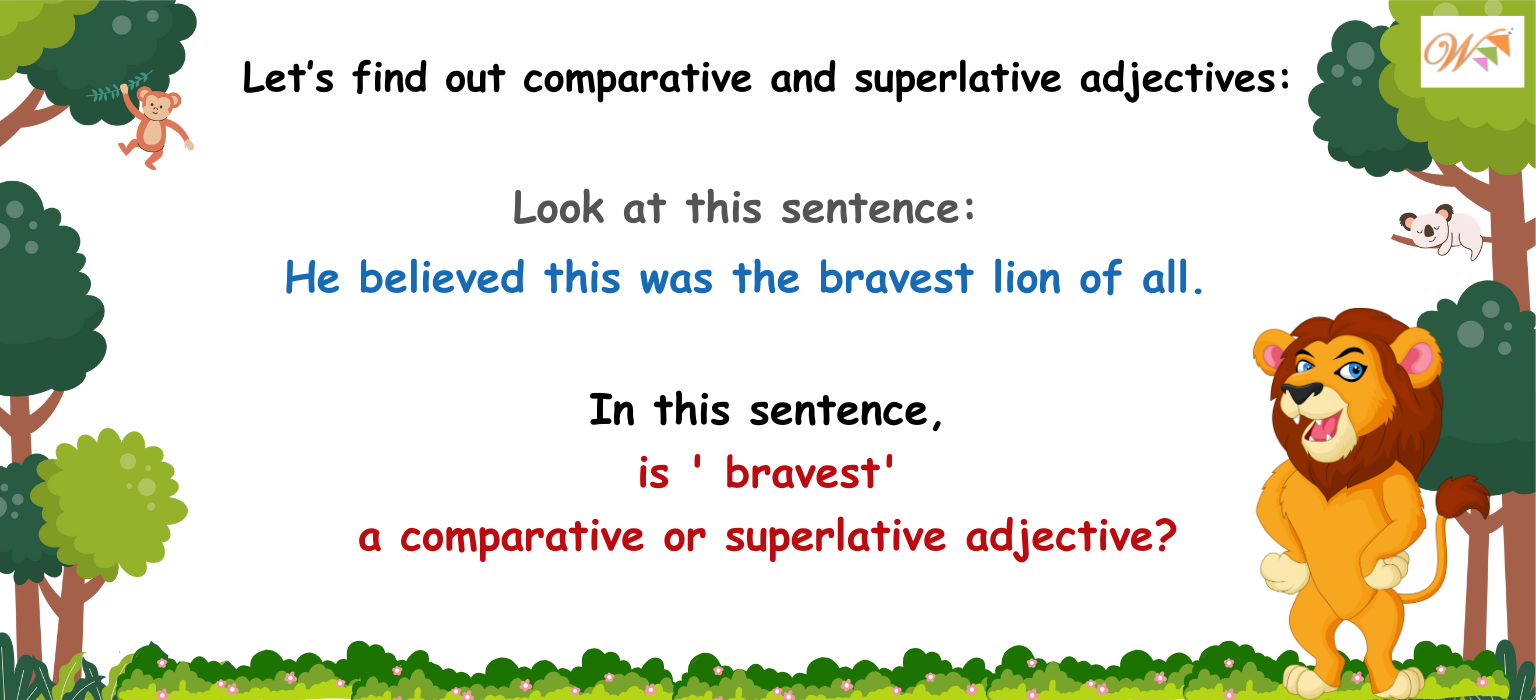 Let's find out comparative and superlative adjectives:
Look at this sentence:
He believed this was the bravest lion of all.
In this sentence,
is ' bravest'
a comparative or superlative adjective?
W